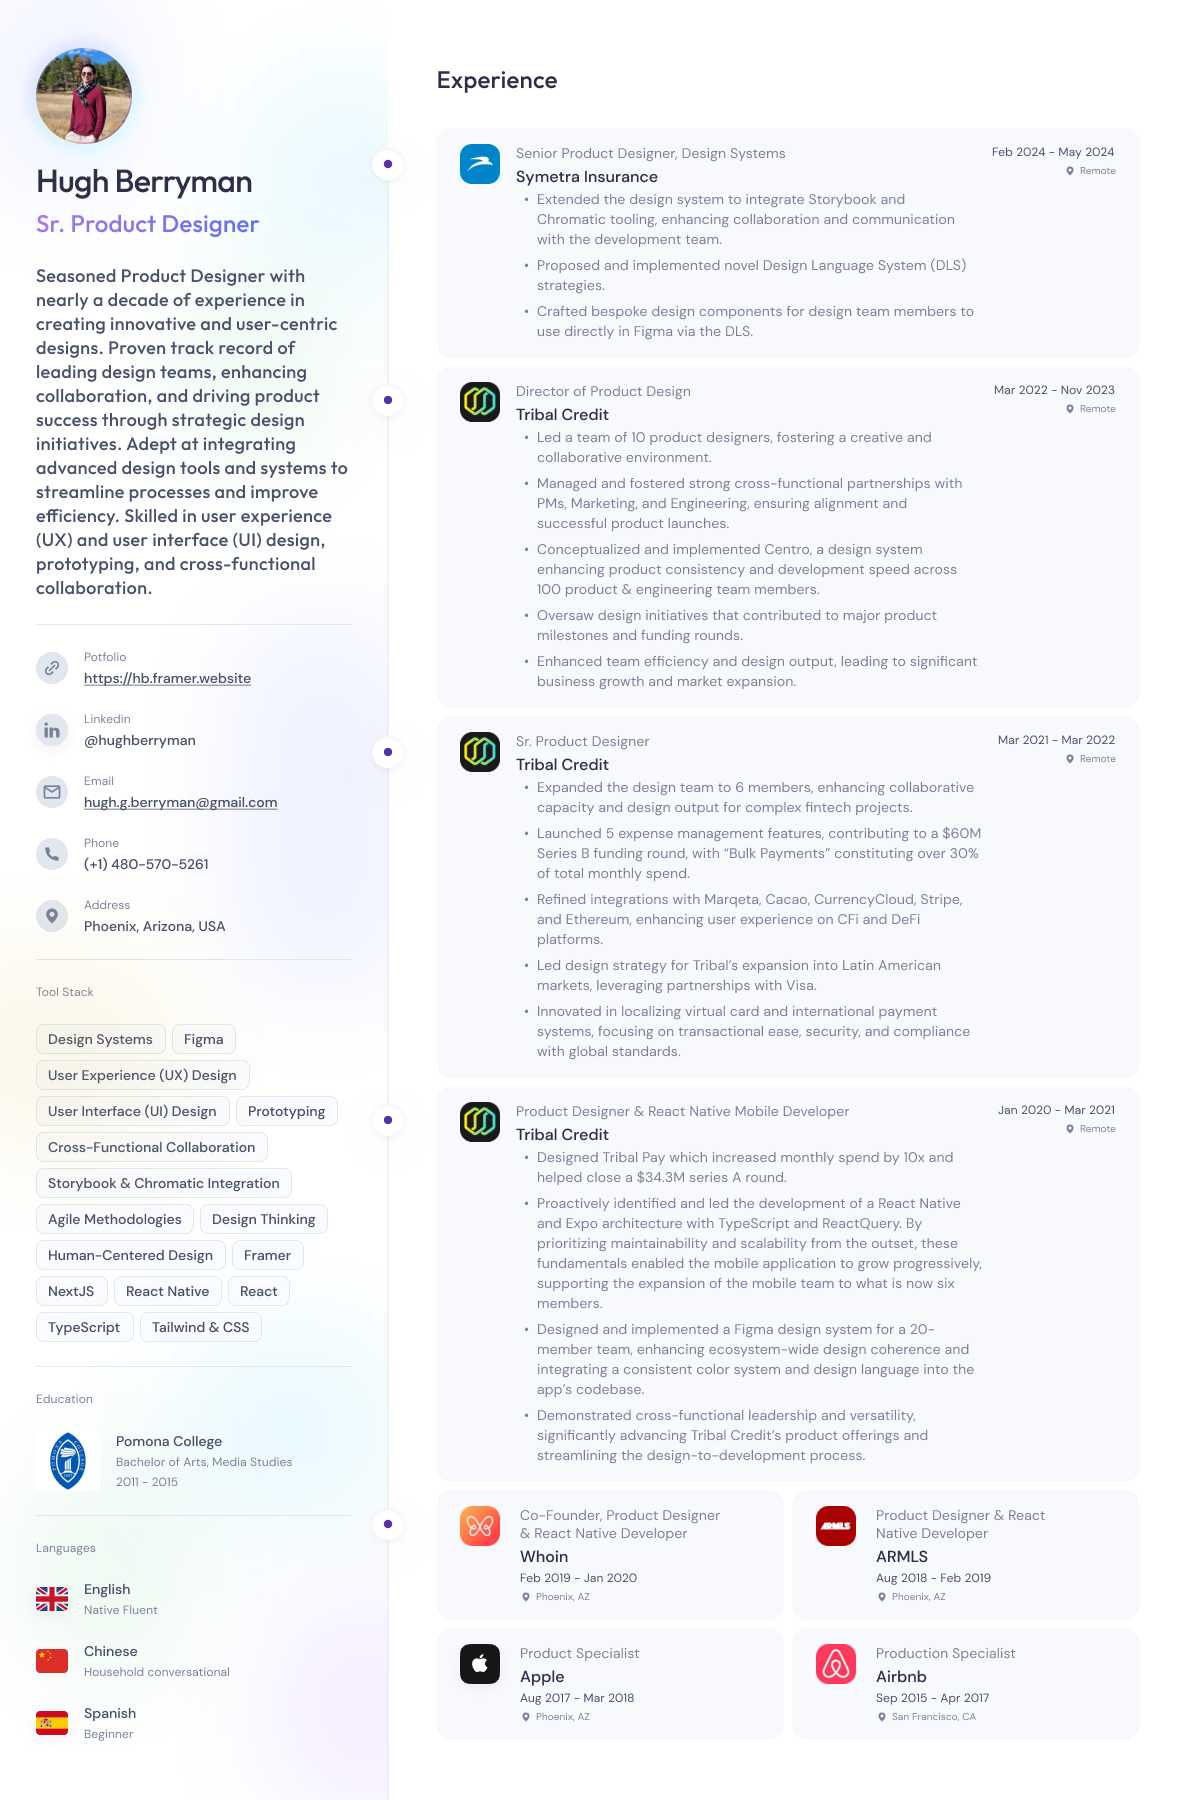 Hugh Berryman
Sr. Product Designer
Seasoned Product Designer with
nearly a decade of experience in
creating innovative and user-centric
designs. Proven track record of
leading design teams, enhancing
collaboration, and driving product
success through strategic design
initiatives. Adept at integrating
advanced design tools and systems to
streamline processes and improve
efficiency. Skilled in user experience
(UX) and user interface (UI) design,
prototyping, and cross-functional
collaboration.
Potfolio
https://hb.framer.website
Linkedin
@hughberryman
Email
hugh.g.berryman@gmail.com
Phone
(+1) 480-570-5261
Address
Phoenix, Arizona, USA
Tool Stack
Design Systems
Figma
User Experience (UX) Design
User Interface (UI) Design
Prototyping
Cross-Functional Collaboration
Storybook & Chromatic Integration
Agile Methodologies
Design Thinking
Human-Centered Design
Framer
NextJS
React Native
React
TypeScript
Tailwind & CSS
Education
Pomona College
Bachelor of Arts, Media Studies
2011 - 2015
Languages
English
Native Fluent
Chinese
Household conversational
Spanish
Beginner
Experience
Senior Product Designer, Design Systems
Feb 2024 - May 2024
Symetra Insurance
Remote
• Extended the design system to integrate Storybook and
Chromatic tooling, enhancing collaboration and communication
with the development team.
• Proposed and implemented novel Design Language System (DLS)
strategies.
• Crafted bespoke design components for design team members to
use directly in Figma via the DLS.
Director of Product Design
Mar 2022 - Nov 2023
Tribal Credit
Remote
• Led a team of 10 product designers, fostering a creative and
collaborative environment.
• Managed and fostered strong cross-functional partnerships with
PMs, Marketing, and Engineering, ensuring alignment and
successful product launches.
• Conceptualized and implemented Centro, a design system
enhancing product consistency and development speed across
100 product & engineering team members.
• Oversaw design initiatives that contributed to major product
milestones and funding rounds.
• Enhanced team efficiency and design output, leading to significant
business growth and market expansion.
Sr. Product Designer
Mar 2021 - Mar 2022
Tribal Credit
Remote
• Expanded the design team to 6 members, enhancing collaborative
capacity and design output for complex fintech projects.
• Launched 5 expense management features, contributing to a $60M
Series B funding round, with “Bulk Payments” constituting over 30%
of total monthly spend.
• Refined integrations with Marqeta, Cacao, CurrencyCloud, Stripe,
and Ethereum, enhancing user experience on CFi and DeFi
platforms.
• Led design strategy for Tribal’s expansion into Latin American
markets, leveraging partnerships with Visa.
• Innovated in localizing virtual card and international payment
systems, focusing on transactional ease, security, and compliance
with global standards.
Product Designer & React Native Mobile Developer
Jan 2020 - Mar 2021
Tribal Credit
Remote
• Designed Tribal Pay which increased monthly spend by 10x and
helped close a $34.3M series A round.
• Proactively identified and led the development of a React Native
and Expo architecture with TypeScript and ReactQuery. By
prioritizing maintainability and scalability from the outset, these
fundamentals enabled the mobile application to grow progressively,
supporting the expansion of the mobile team to what is now six
members.
• Designed and implemented a Figma design system for a 20-
member team, enhancing ecosystem-wide design coherence and
integrating a consistent color system and design language into the
app’s codebase.
• Demonstrated cross-functional leadership and versatility,
significantly advancing Tribal Credit’s product offerings and
streamlining the design-to-development process.
Co-Founder, Product Designer
& React Native Developer
Whoin
Feb 2019 - Jan 2020
Phoenix, AZ
ARMLS
Product Designer & React
Native Developer
ARMLS
Aug 2018 - Feb 2019
Phoenix, AZ
Product Specialist
Apple
Aug 2017 - Mar 2018
Phoenix, AZ
Production Specialist
Airbnb
Sep 2015 - Apr 2017
San Francisco, CA